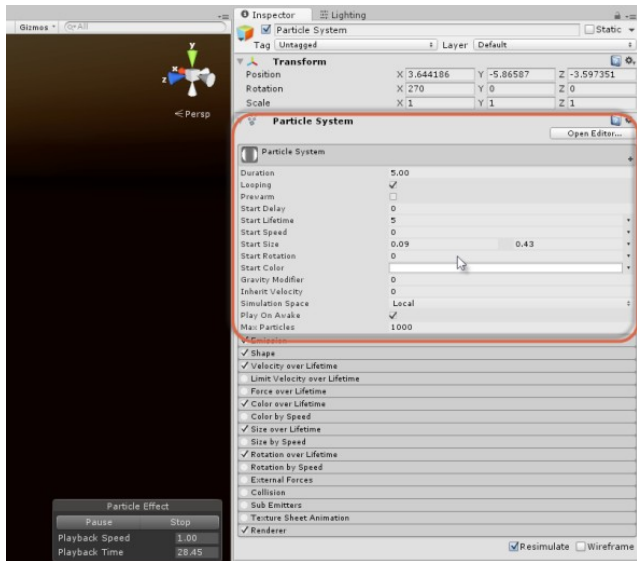 Inspector Lighting
Gizmos All
Particle System Static
Tag Untagged Layer Default
Transform
Position X 3.644186 Y -5.86587 Z -3.597351
Rotation X 270 Y 0 Z 0
Scale X 1 Y 1 Z 1
y
x
z
Persp
Particle System
Open Editor...
Particle System
Duration 5.00
Looping
Prewarm
Start Delay 0
Start Lifetime 5
Start Speed 0
Start Size 0.09 0.43
Start Rotation 0
Start Color
Gravity Modifier 0
Inherit Velocity 0
Simulation Space Local
Play On Awake
Max Particles 1000
Emission
Shape
Velocity over Lifetime
Limit Velocity over Lifetime
Force over Lifetime
Color over Lifetime
Color by Speed
Size over Lifetime
Size by Speed
Rotation over Lifetime
Rotation by Speed
External Forces
Collision
Sub Emitters
Texture Sheet Animation
Renderer
Particle Effect
Pause Stop
Playback Speed 1.00
Playback Time 28.45
Resimulate Wireframe